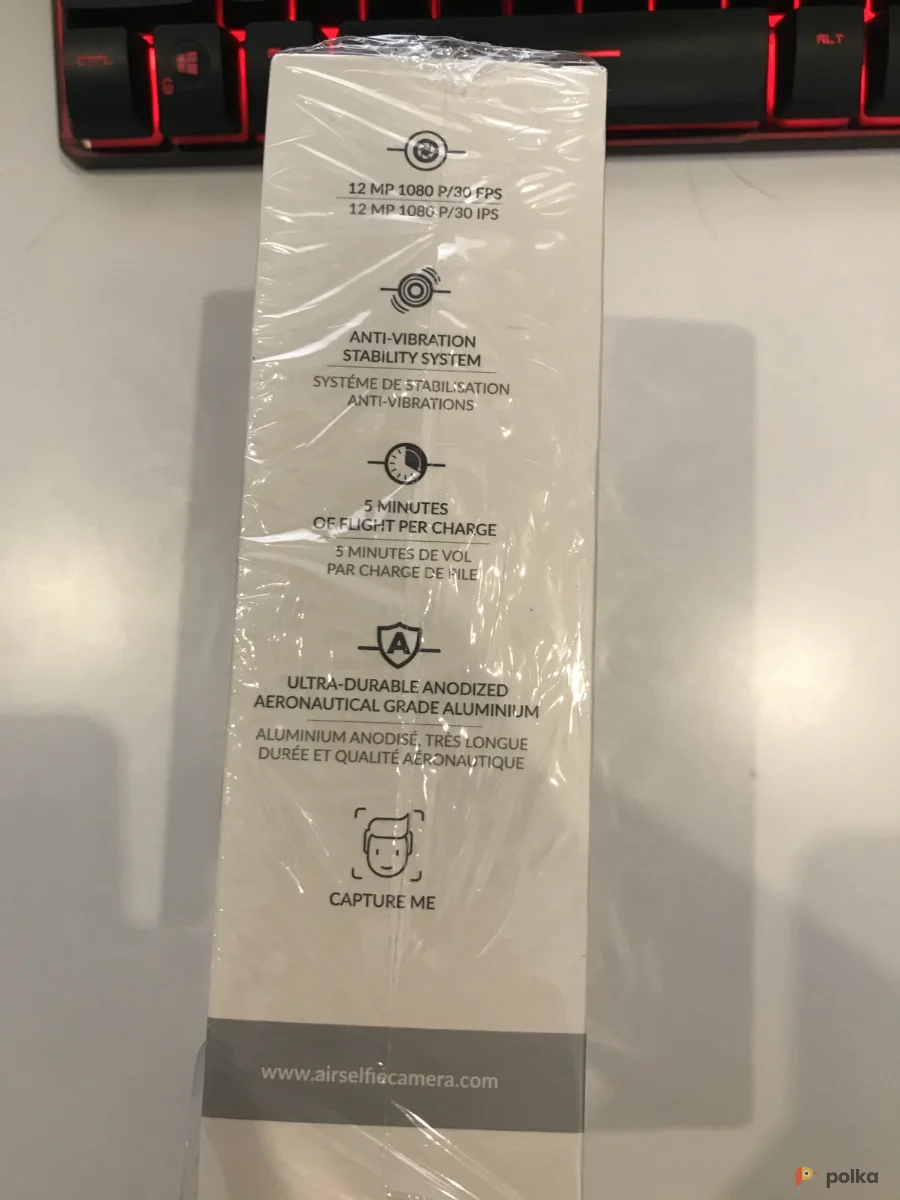 CTRL
ALT
12 MP 1080 P/30 FPS
12 MP 1080 P/30 IPS
ANTI-VIBRATION
STABILITY SYSTEM
SYSTÉME DE STABILISATION
ANTI-VIBRATIONS
5 MINUTES
OF FLIGHT PER CHARGE
5 MINUTES DE VOL
PAR CHARGE DE PILE
A
ULTRA-DURABLE ANODIZED
AERONAUTICAL GRADE ALUMINIUM
ALUMINIUM ANODISÉ, TRÈS LONGUE
DURÉE ET QUALITÉ AÉRONAUTIQUE
CAPTURE ME
www.airselfiecamera.com
polka